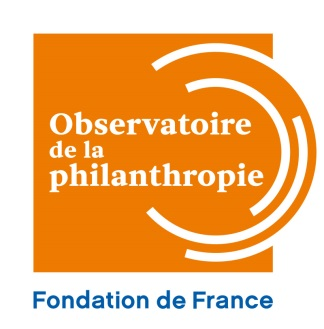 Observatoire
de la
philanthropie
Fondation de France